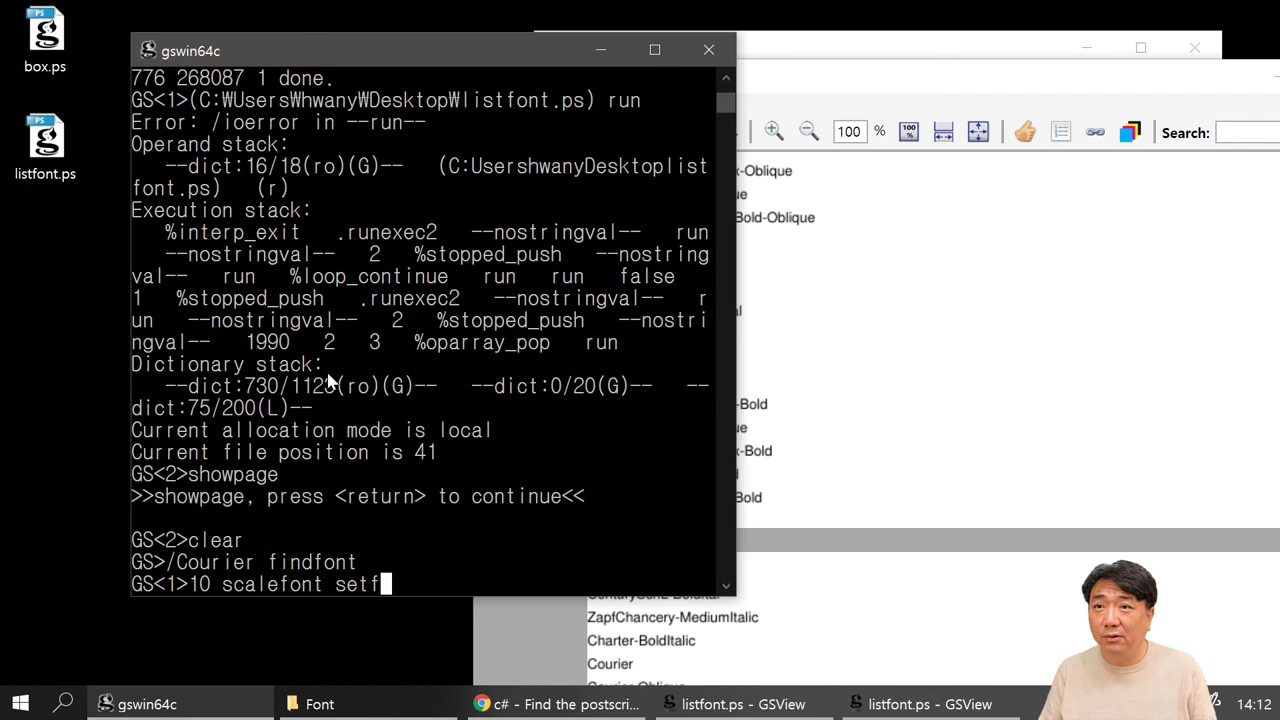 box.ps
listfont.ps
gswin64c
776 268087 1 done.
GS<1>(C:₩Users₩hwany₩Desktop₩listfont.ps) run
Error: /ioerror in --run--
Operand stack:
--dict:16/18(ro)(G)-- (C:UsershwanyDesktoplist
font.ps) (r)
Execution stack:
%interp_exit .runexec2 --nostringval-- run
--nostringval-- 2 %stopped_push --nostring
val-- run %loop_continue run run false
1 %stopped_push .runexec2 --nostringval-- r
un --nostringval-- 2 %stopped_push --nostri
ngval-- 1990 2 3 %oparray_pop run
Dictionary stack:
--dict:730/1123(ro)(G)-- --dict:0/20(G)-- --
dict:75/200(L)--
Current allocation mode is local
Current file position is 41
GS<2>showpage
>>showpage, press <return> to continue<<
GS<2>clear
GS>/Courier findfont
GS<1>10 scalefont setf
100 % 100% Search:
x-Oblique
ue
Bold-Oblique
al
-Bold
ue
x-Bold
d
Bold
ZapfChancery-MediumItalic
Charter-BoldItalic
Courier
gswin64c
Font
c# - Find the postscri...
listfont.ps - GSView
listfont.ps - GSView
14:12